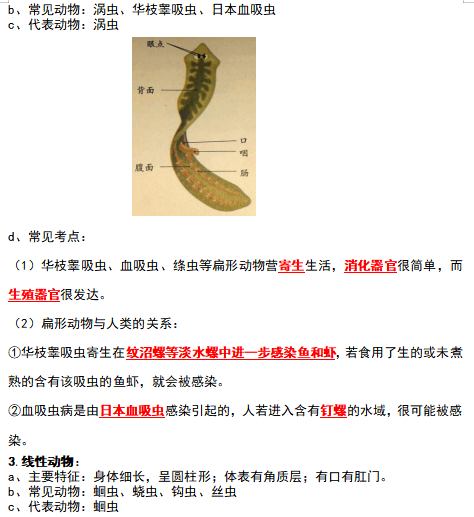 b、常见动物：涡虫、华枝睾吸虫、日本血吸虫
c、代表动物：涡虫
眼点
背面
口
咽
腹面
肠
d、常见考点：
（1）华枝睾吸虫、血吸虫、绦虫等扁形动物营寄生生活，消化器官很简单，而
生殖器官很发达。
（2）扁形动物与人类的关系：
①华枝睾吸虫寄生在纹沼螺等淡水螺中进一步感染鱼和虾，若食用了生的或未煮
熟的含有该吸虫的鱼虾，就会被感染。
②血吸虫病是由日本血吸虫感染引起的，人若进入含有钉螺的水域，很可能被感
染。
3.线性动物：
a、主要特征：身体细长，呈圆柱形；体表有角质层；有口有肛门。
b、常见动物：蛔虫、蛲虫、钩虫、丝虫
c、代表动物：蛔虫